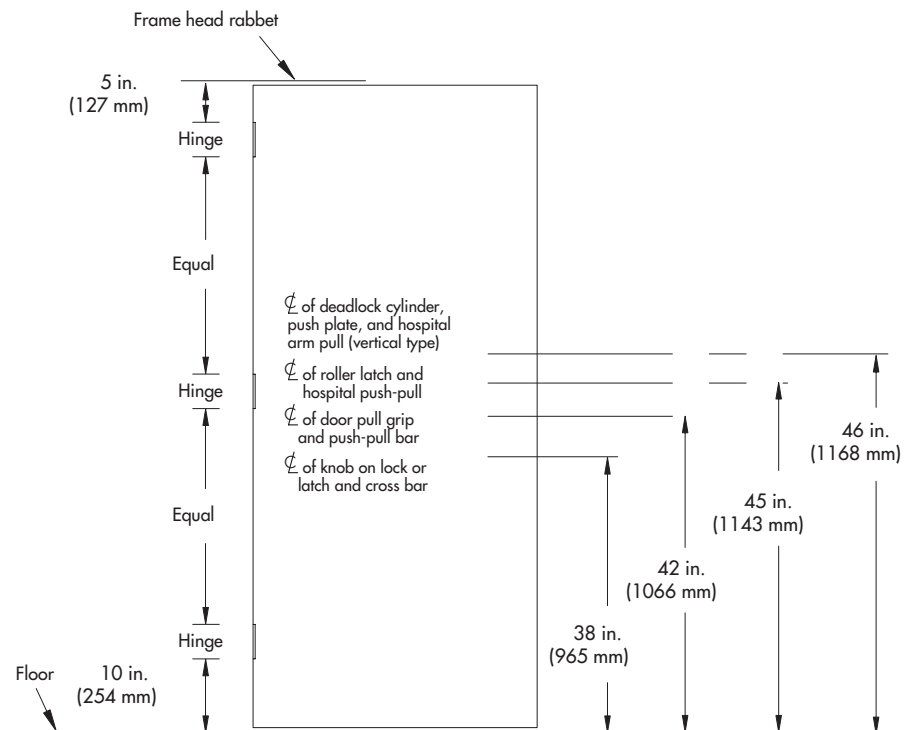 Frame head rabbet
5 in.
(127 mm)
Hinge
Equal
℄ of deadlock cylinder,
push plate, and hospital
arm pull (vertical type)
℄ of roller latch and
hospital push-pull
Hinge
℄ of door pull grip
and push-pull bar
℄ of knob on lock or
latch and cross bar
46 in.
(1168 mm)
45 in.
(1143 mm)
Equal
42 in.
(1066 mm)
38 in.
(965 mm)
Hinge
Floor
10 in.
(254 mm)